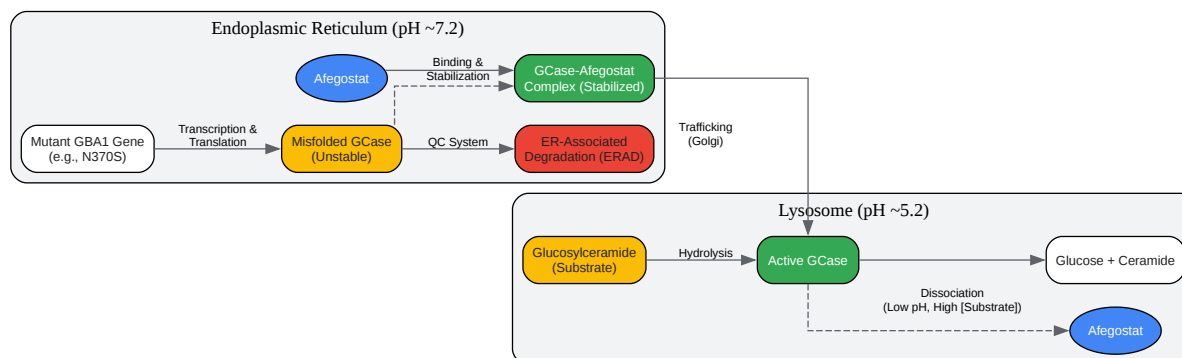 Endoplasmic Reticulum (pH ~7.2)
Afegostat
Binding &
Stabilization
GCase-Afegostat
Complex (Stabilized)
Mutant GBA1 Gene
(e.g., N370S)
Transcription &
Translation
Misfolded GCase
(Unstable)
QC System
ER-Associated
Degradation (ERAD)
Trafficking
(Golgi)
Lysosome (pH ~5.2)
Glucosylceramide
(Substrate)
Hydrolysis
Active GCase
Glucose + Ceramide
Dissociation
(Low pH, High [Substrate])
Afegostat